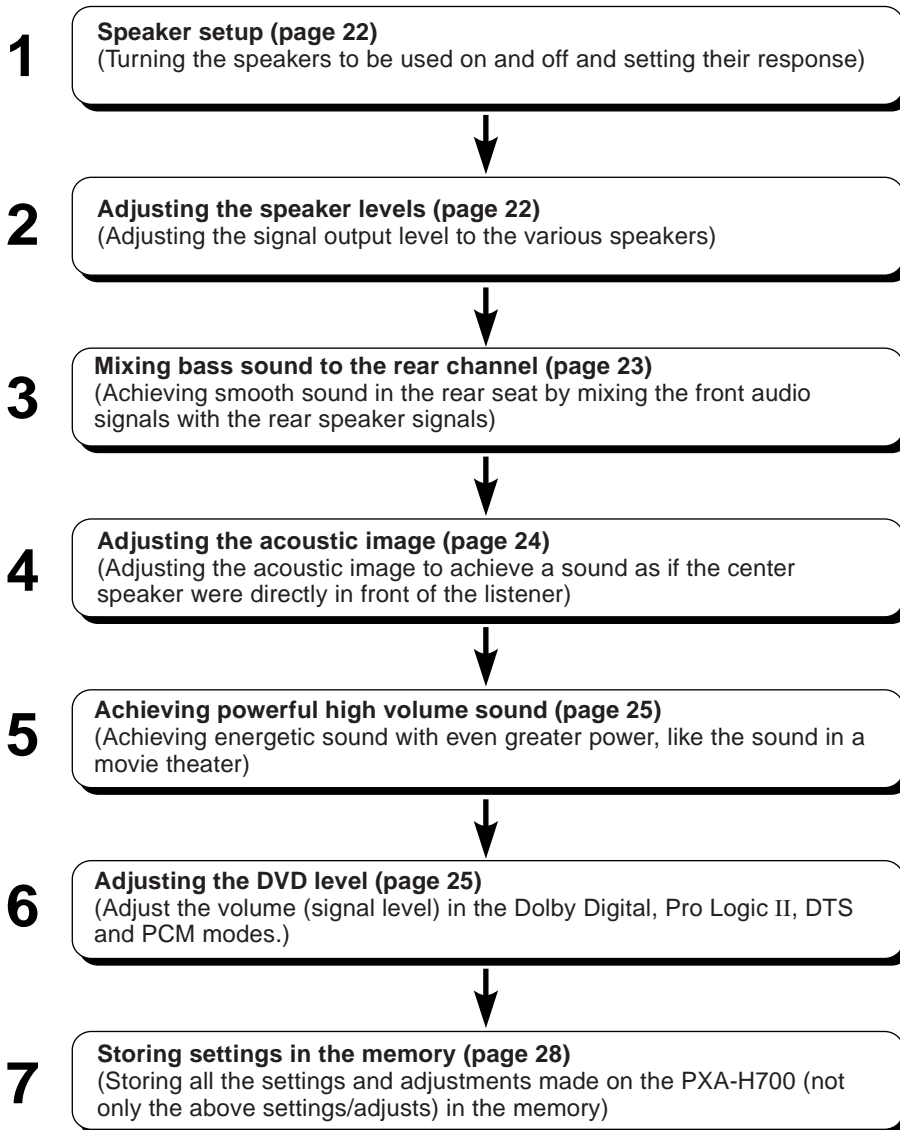 1
Speaker setup (page 22)
(Turning the speakers to be used on and off and setting their response)
2
Adjusting the speaker levels (page 22)
(Adjusting the signal output level to the various speakers)
3
Mixing bass sound to the rear channel (page 23)
(Achieving smooth sound in the rear seat by mixing the front audio
signals with the rear speaker signals)
4
Adjusting the acoustic image (page 24)
(Adjusting the acoustic image to achieve a sound as if the center
speaker were directly in front of the listener)
5
Achieving powerful high volume sound (page 25)
(Achieving energetic sound with even greater power, like the sound in a
movie theater)
6
Adjusting the DVD level (page 25)
(Adjust the volume (signal level) in the Dolby Digital, Pro Logic II, DTS
and PCM modes.)
7
Storing settings in the memory (page 28)
(Storing all the settings and adjustments made on the PXA-H700 (not
only the above settings/adjusts) in the memory)